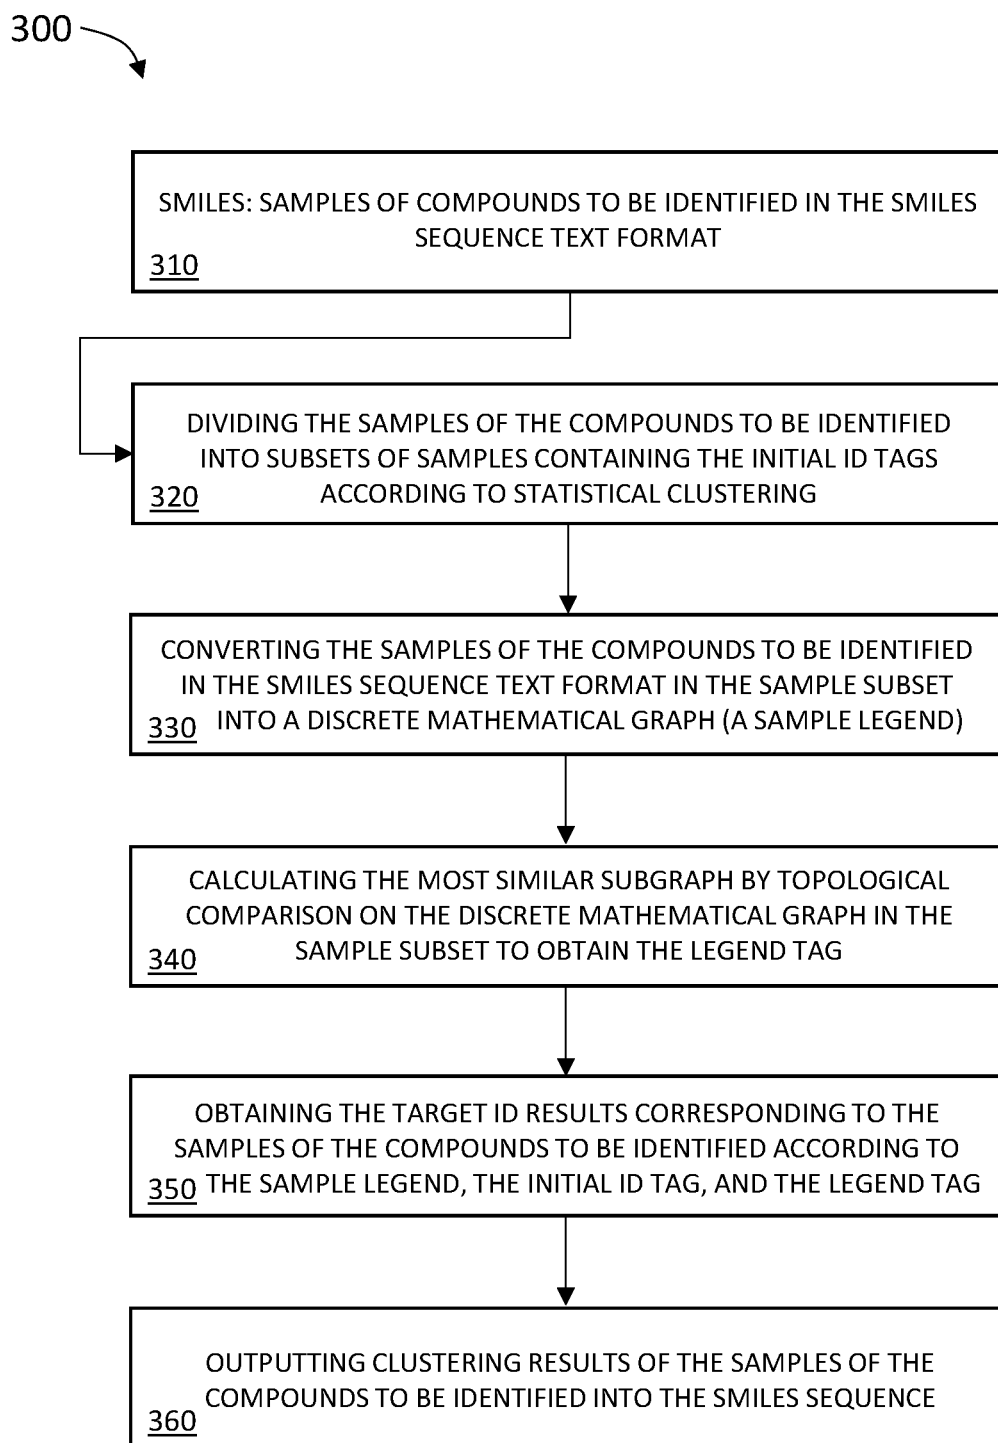 300
SMILES: SAMPLES OF COMPOUNDS TO BE IDENTIFIED IN THE SMILES
SEQUENCE TEXT FORMAT
310
DIVIDING THE SAMPLES OF THE COMPOUNDS TO BE IDENTIFIED
INTO SUBSETS OF SAMPLES CONTAINING THE INITIAL ID TAGS
ACCORDING TO STATISTICAL CLUSTERING
320
CONVERTING THE SAMPLES OF THE COMPOUNDS TO BE IDENTIFIED
IN THE SMILES SEQUENCE TEXT FORMAT IN THE SAMPLE SUBSET
INTO A DISCRETE MATHEMATICAL GRAPH (A SAMPLE LEGEND)
330
CALCULATING THE MOST SIMILAR SUBGRAPH BY TOPOLOGICAL
COMPARISON ON THE DISCRETE MATHEMATICAL GRAPH IN THE
SAMPLE SUBSET TO OBTAIN THE LEGEND TAG
340
OBTAINING THE TARGET ID RESULTS CORRESPONDING TO THE
SAMPLES OF THE COMPOUNDS TO BE IDENTIFIED ACCORDING TO
THE SAMPLE LEGEND, THE INITIAL ID TAG, AND THE LEGEND TAG
350
OUTPUTTING CLUSTERING RESULTS OF THE SAMPLES OF THE
COMPOUNDS TO BE IDENTIFIED INTO THE SMILES SEQUENCE
360